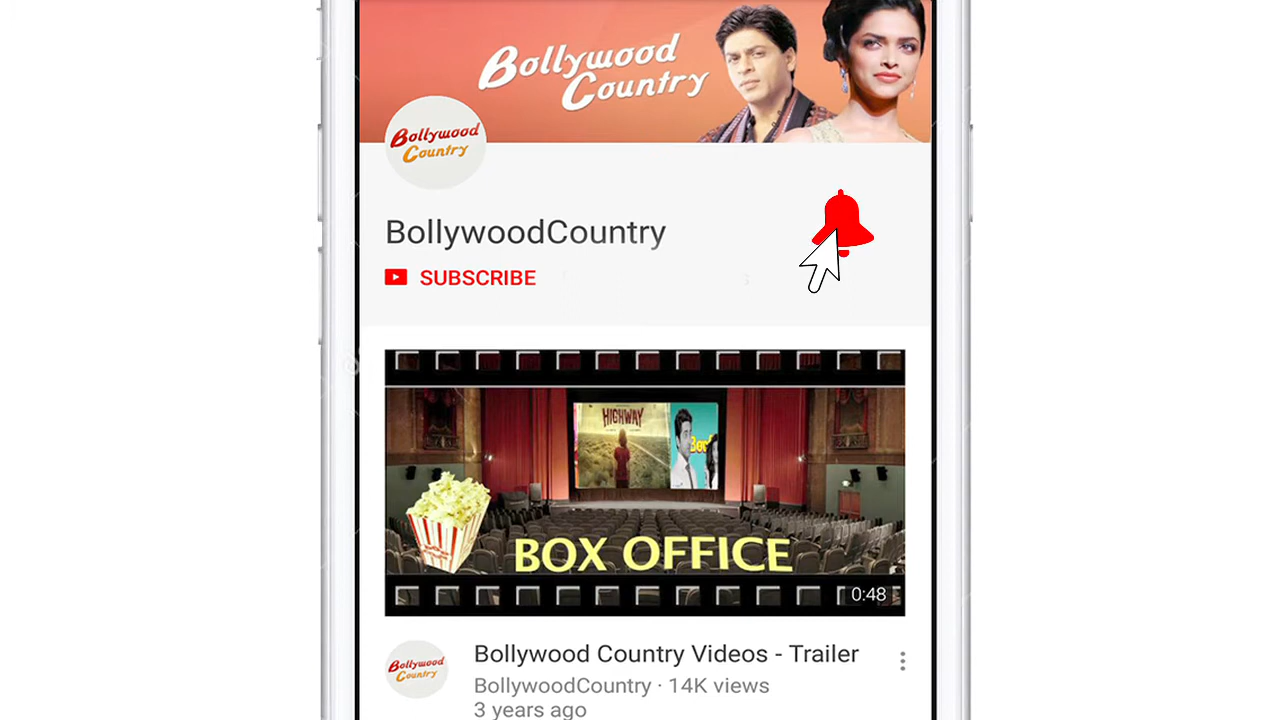 Bollywood
Country
Bollywood
Country
BollywoodCountry
SUBSCRIBE
HIGHWAY
BOX OFFICE
0:48
Bollywood
Country
Bollywood Country Videos - Trailer
BollywoodCountry · 14K views
3 years ago